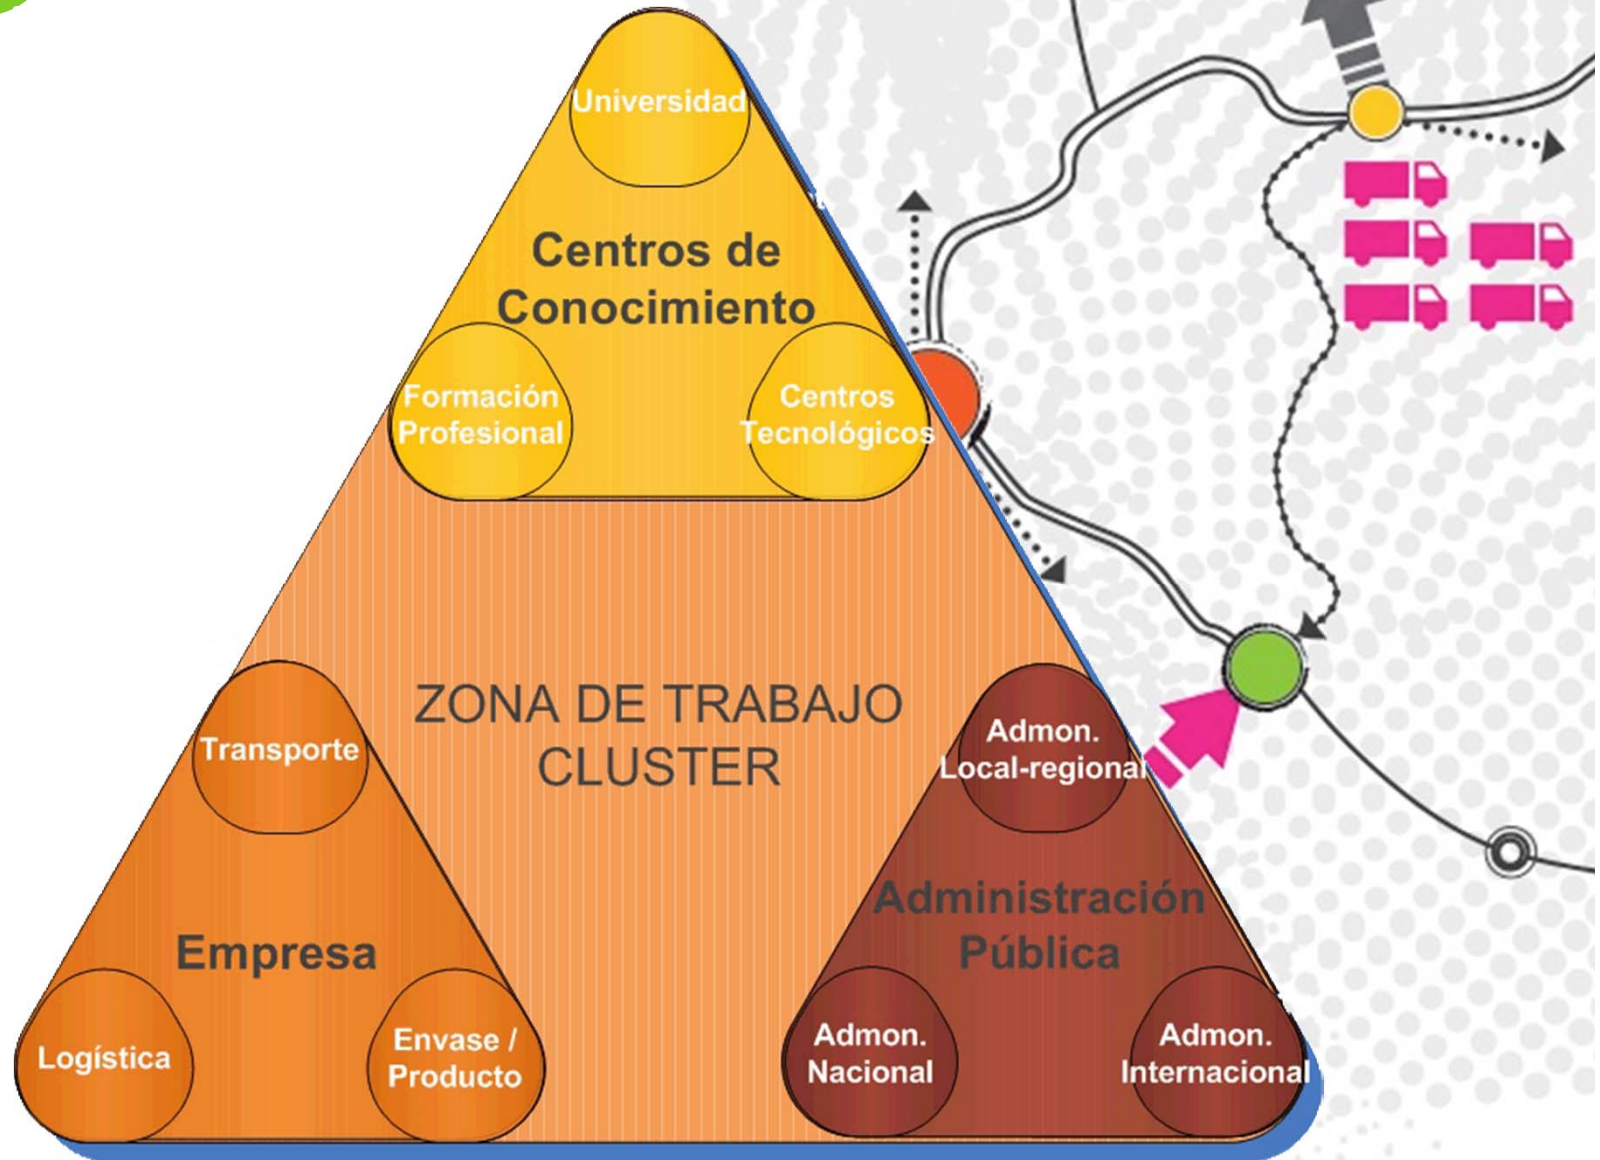 Universidad
Centros de
Conocimiento
Formación
Profesional
Centros
Tecnológicos
ZONA DE TRABAJO
CLUSTER
Transporte
Empresa
Logística
Envase /
Producto
Admon.
Local-regional
Administración
Pública
Admon.
Nacional
Admon.
Internacional